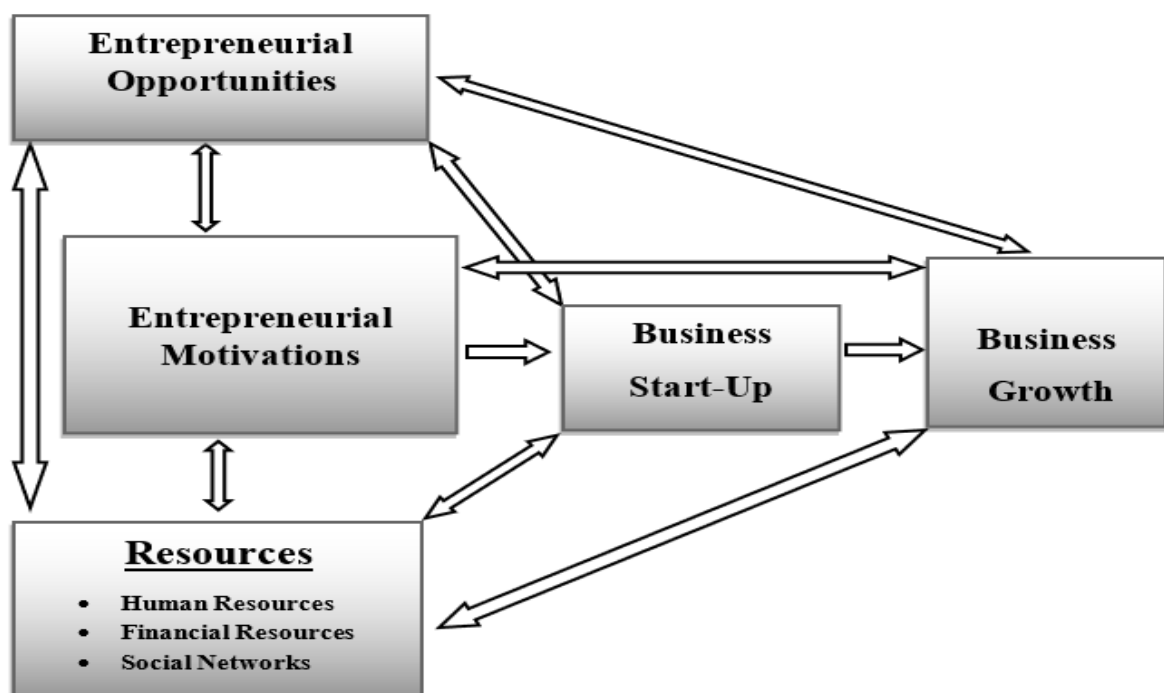 Entrepreneurial
Opportunities
Entrepreneurial
Motivations
Business
Start-Up
Business
Growth
Resources
• Human Resources
• Financial Resources
• Social Networks